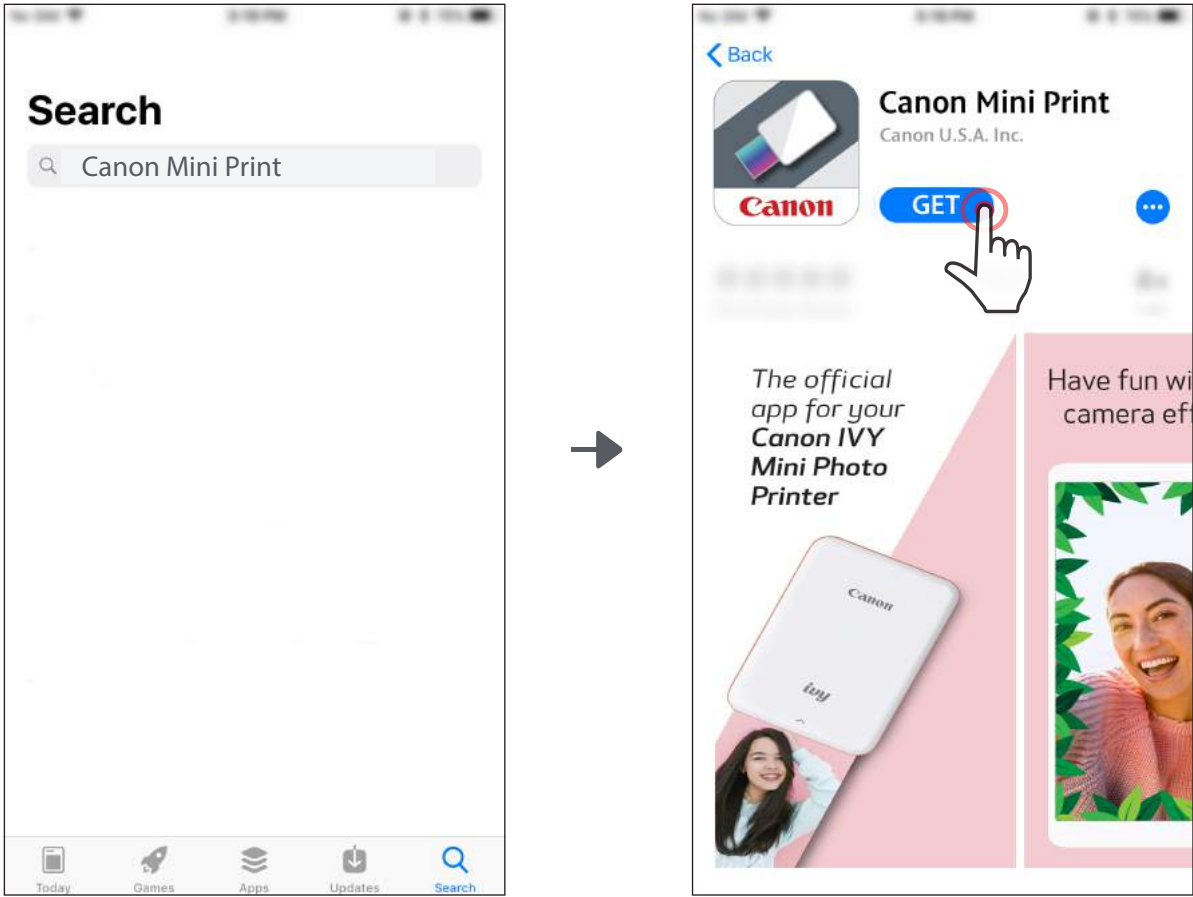 Search
Canon Mini Print
Today
Games
Apps
Updates
Search
Back
Canon Mini Print
Canon U.S.A. Inc.
Canon
GET
The official
app for your
Canon IVY
Mini Photo
Printer
Canon
ivy
Have fun wi
camera eff